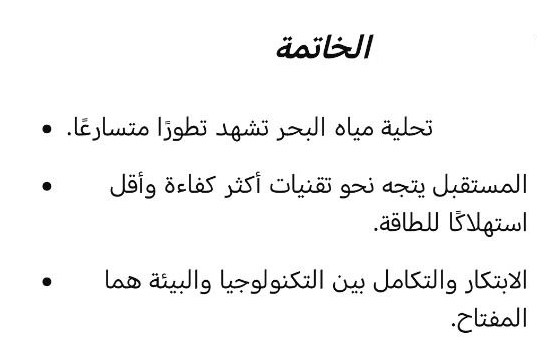 الخاتمة
• تحلية مياه البحر تشهد تطورًا متسارعًا.
• المستقبل يتجه نحو تقنيات أكثر كفاءة وأقل
استهلاكًا للطاقة.
• الابتكار والتكامل بين التكنولوجيا والبيئة هما
المفتاح.